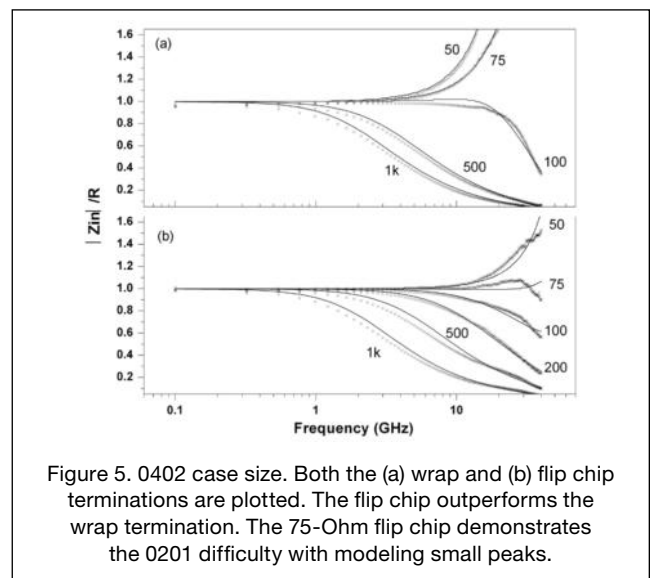 (a)
1.6
1.4
1.2
1.0
0.8
0.6
0.4
0.2
50
75
100
500
1k
| Zin| /R
(b)
1.6
1.4
1.2
1.0
0.8
0.6
0.4
0.2
50
75
100
200
500
1k
0.1
1
10
Frequency (GHz)
Figure 5. 0402 case size. Both the (a) wrap and (b) flip chip
terminations are plotted. The flip chip outperforms the
wrap termination. The 75-Ohm flip chip demonstrates
the 0201 difficulty with modeling small peaks.